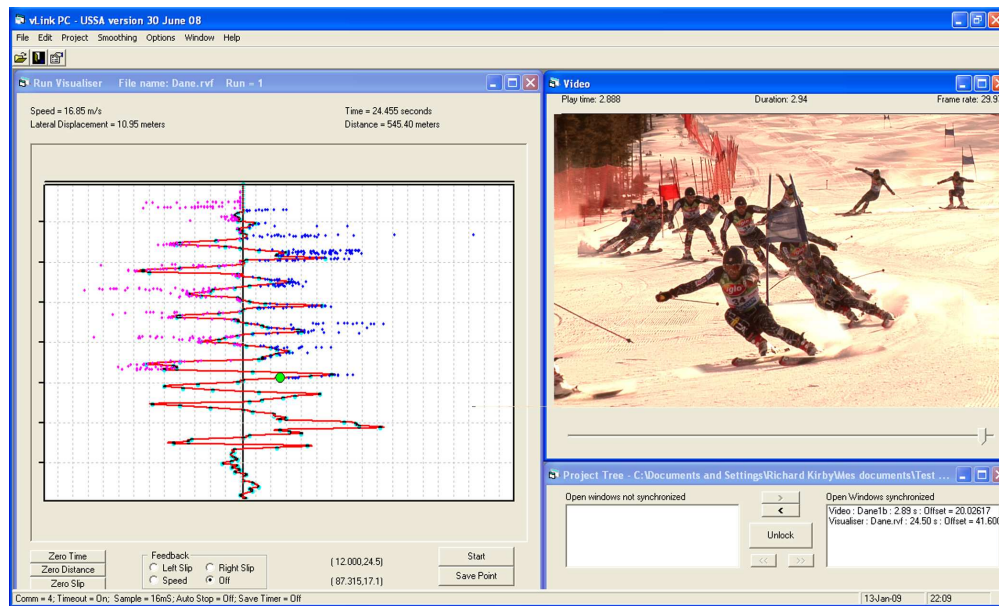 vLink PC - USSA version 30 June 08
File Edit Project Smoothing Options Window Help
Run Visualiser File name: Dane.rvf Run = 1
Speed = 16.85 m/s
Time = 24.455 seconds
Lateral Displacement = 10.95 meters
Distance = 545.40 meters
Zero Time
Zero Distance
Zero Slip
Feedback
Left Slip Right Slip
Speed Off
(12.000,24.5)
(87.315,17.1)
Start
Save Point
Video
Play time: 2.888 Duration: 2.94 Frame rate: 29.9
Project Tree - C:\Documents and Settings\Richard Kirby\Mes documents\Test ...
Open windows not synchronized
>
<
Unlock
<< >>
Open Windows synchronized
Video : Dane1b : 2.89 s : Offset = 20.02617
Visualiser : Dane.rvf : 24.50 s : Offset = 41.600
Comm = 4; Timeout = On; Sample = 16mS; Auto Stop = Off; Save Timer = Off
13-Jan-09 22:09